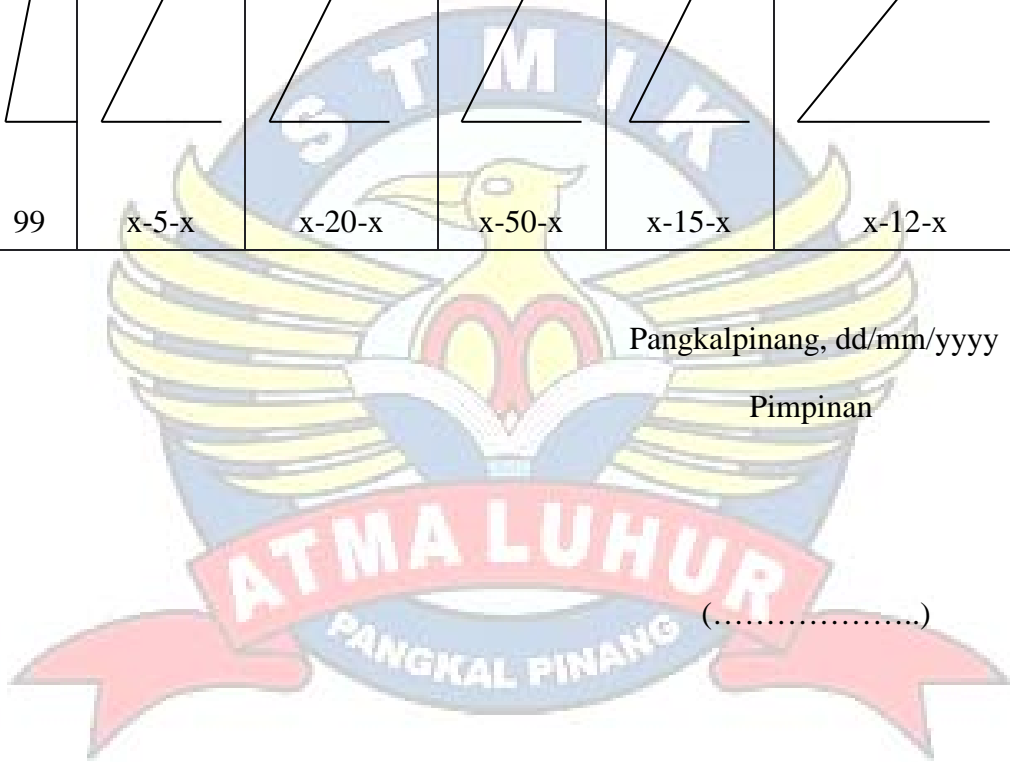 STMIK
99 x-5-x x-20-x x-50-x x-15-x x-12-x
Pangkalpinang, dd/mm/yyyy
Pimpinan
ATMA LUHUR
(………………..)
PANGKAL PINANG